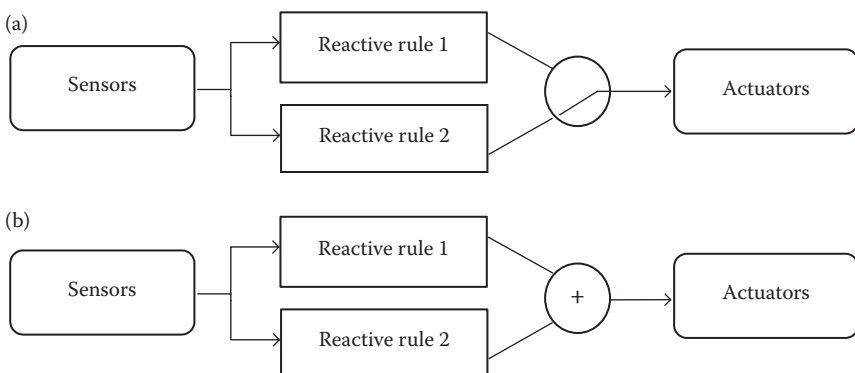 (a)
Sensors
Reactive rule 1
Reactive rule 2
Actuators
(b)
Sensors
Reactive rule 1
Reactive rule 2
+
Actuators